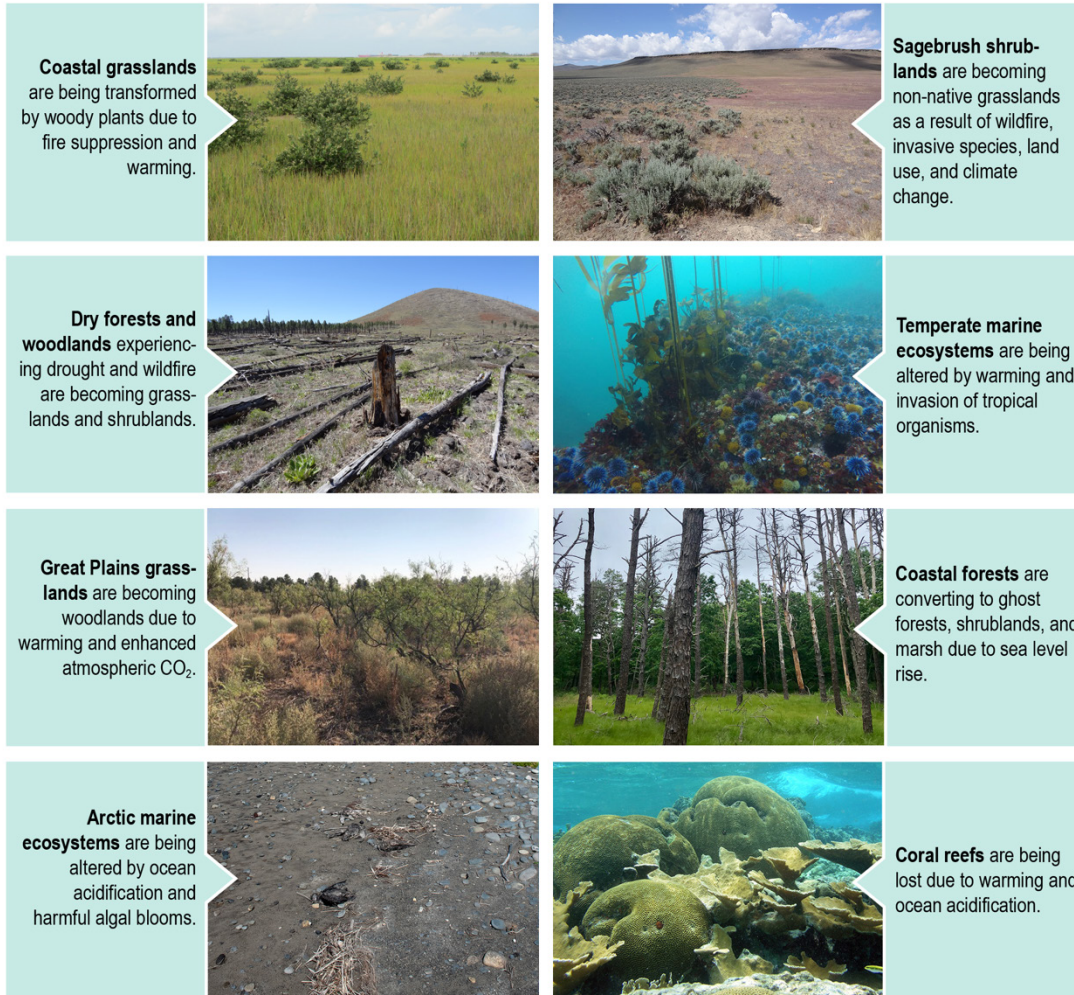 Coastal grasslands
are being transformed
by woody plants due to
fire suppression and
warming.
Sagebrush shrub-
lands are becoming
non-native grasslands
as a result of wildfire,
invasive species, land
use, and climate
change.
Dry forests and
woodlands experienc-
ing drought and wildfire
are becoming grass-
lands and shrublands.
Temperate marine
ecosystems are being
altered by warming and
invasion of tropical
organisms.
Great Plains grass-
lands are becoming
woodlands due to
warming and enhanced
atmospheric CO₂.
Coastal forests are
converting to ghost
forests, shrublands, and
marsh due to sea level
rise.
Arctic marine
ecosystems are being
altered by ocean
acidification and
harmful algal blooms.
Coral reefs are being
lost due to warming and
ocean acidification.